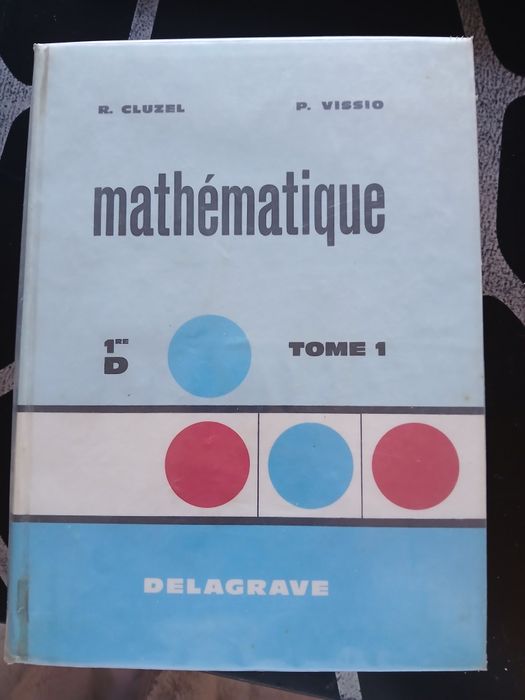 R. CLUZEL P. VISSIO
mathématique
1RE D TOME 1
DELAGRAVE